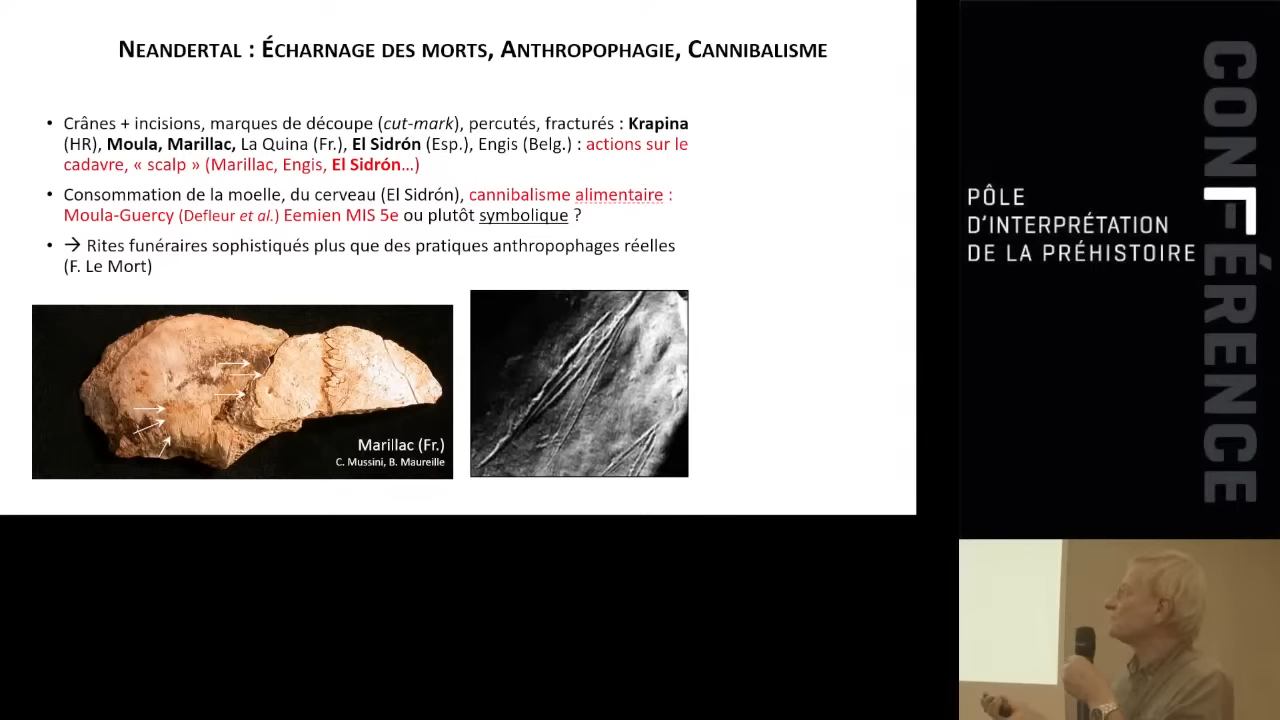 NEANDERTAL : ÉCHARNAGE DES MORTS, ANTHROPOPHAGIE, CANNIBALISME
• Crânes + incisions, marques de découpe (cut-mark), percutés, fracturés : Krapina
(HR), Moula, Marillac, La Quina (Fr.), El Sidrón (Esp.), Engis (Belg.) : actions sur le
cadavre, « scalp » (Marillac, Engis, El Sidrón…)
• Consommation de la moelle, du cerveau (El Sidrón), cannibalisme alimentaire :
Moula-Guercy (Defleur et al.) Eemien MIS 5e ou plutôt symbolique ?
• → Rites funéraires sophistiqués plus que des pratiques anthropophages réelles
(F. Le Mort)
Marillac (Fr.)
C. Mussini, B. Maureille
PÔLE
D'INTERPRÉTATION
DE LA PRÉHISTOIRE
CONFÉRENCE